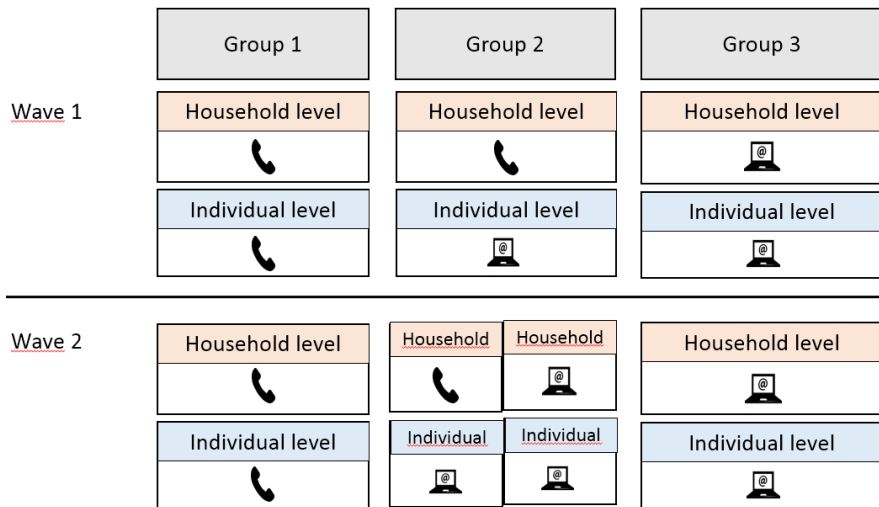 Group 1
Group 2
Group 3
Wave 1
Household level
Household level
Household level
@
Individual level
Individual level
Individual level
@
@
Wave 2
Household level
Household
Household
Household level
@
@
Individual level
Individual
Individual
Individual level
@
@
@